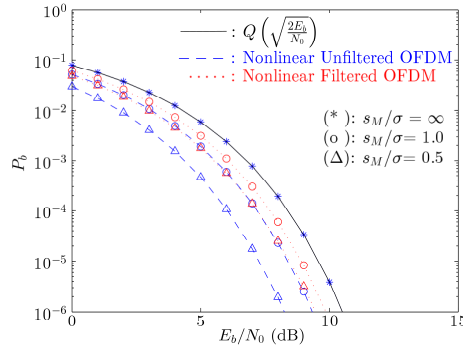 : Q(√(2E_b/N_0))
: Nonlinear Unfiltered OFDM
: Nonlinear Filtered OFDM
(*): s_M/σ = ∞
(o): s_M/σ= 1.0
(Δ): s_M/σ= 0.5
P_b
10^0
10^{-1}
10^{-2}
10^{-3}
10^{-4}
10^{-5}
10^{-6}
0 5 10 15
E_b/N_0 (dB)